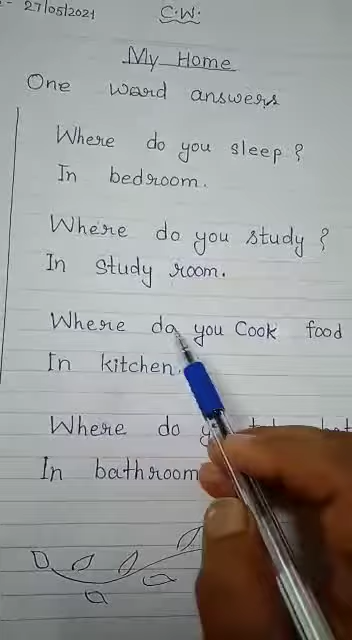 27/05/2021
C.W.
My Home
One word answers
Where do you sleep?
In bedroom.
Where do you study?
In study room.
Where do you Cook food
In kitchen.
Where do
In bathroom